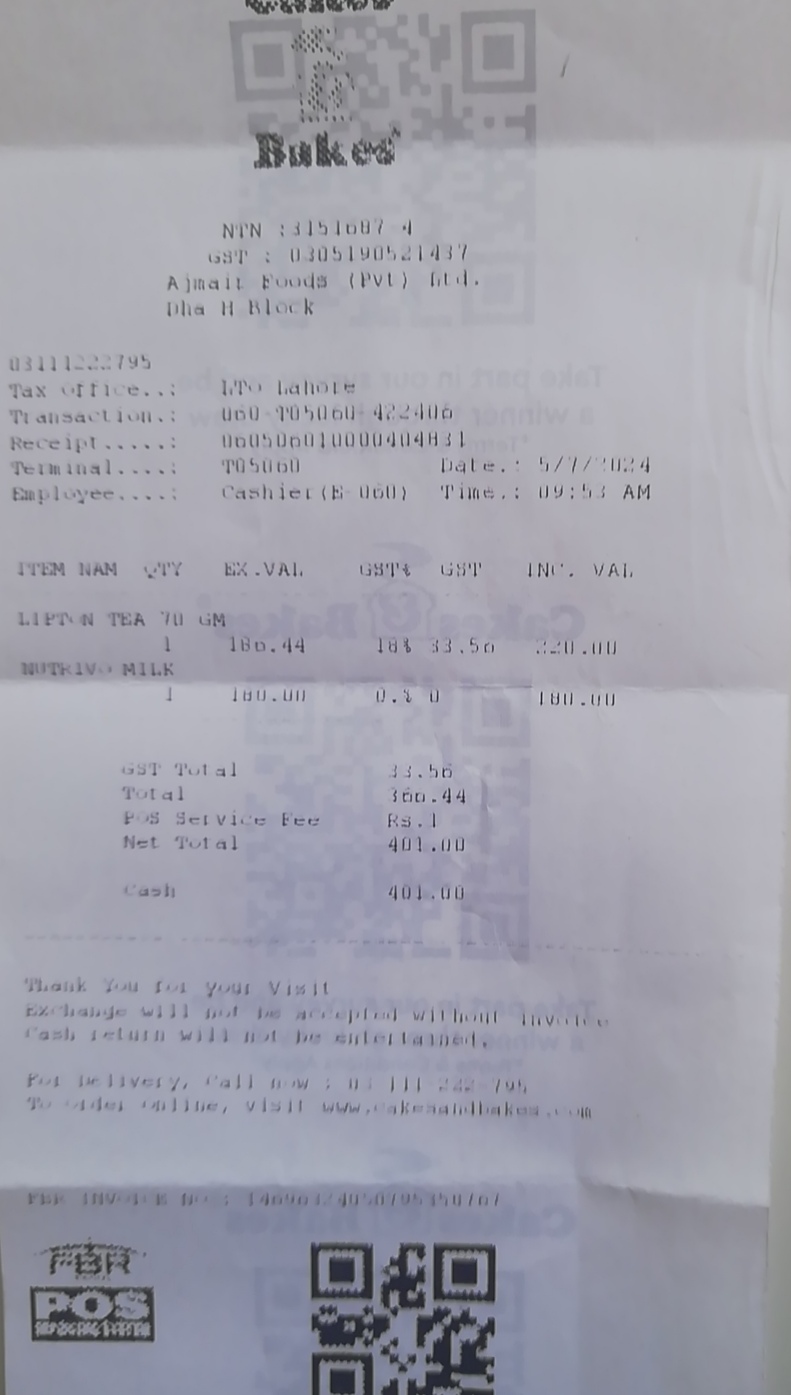 Cakes
&
Bakes
NTN :3151687-4
GST : 0305190521437
Dha H Block
03111222795
Tax Office..: LTO Lahore
Transaction.: 060-T05060-422406
Receipt.....: 060506010000404831
Terminal....: T05060 Date.: 5/7/2024
Employee....: Cashier(E-060) Time.: 09:53 AM
ITEM NAM QTY EX.VAL GST% GST INC. VAL
LIPTON TEA 70 GM
1 186.44 18% 33.56 220.00
NUTRIVO MILK
1 180.00 0.% 0 180.00
GST Total 33.56
Total 366.44
POS Service Fee Rs.1
Net Total 401.00
Cash 401.00
Thank You for your Visit
Exchange will not be accepted without invoice
Cash return will not be entertained.
For Delivery, Call now : 03-111-222-795
To order online, visit www.cakesandbakes.com
FBR INVOICE NO.:
FBR
POS